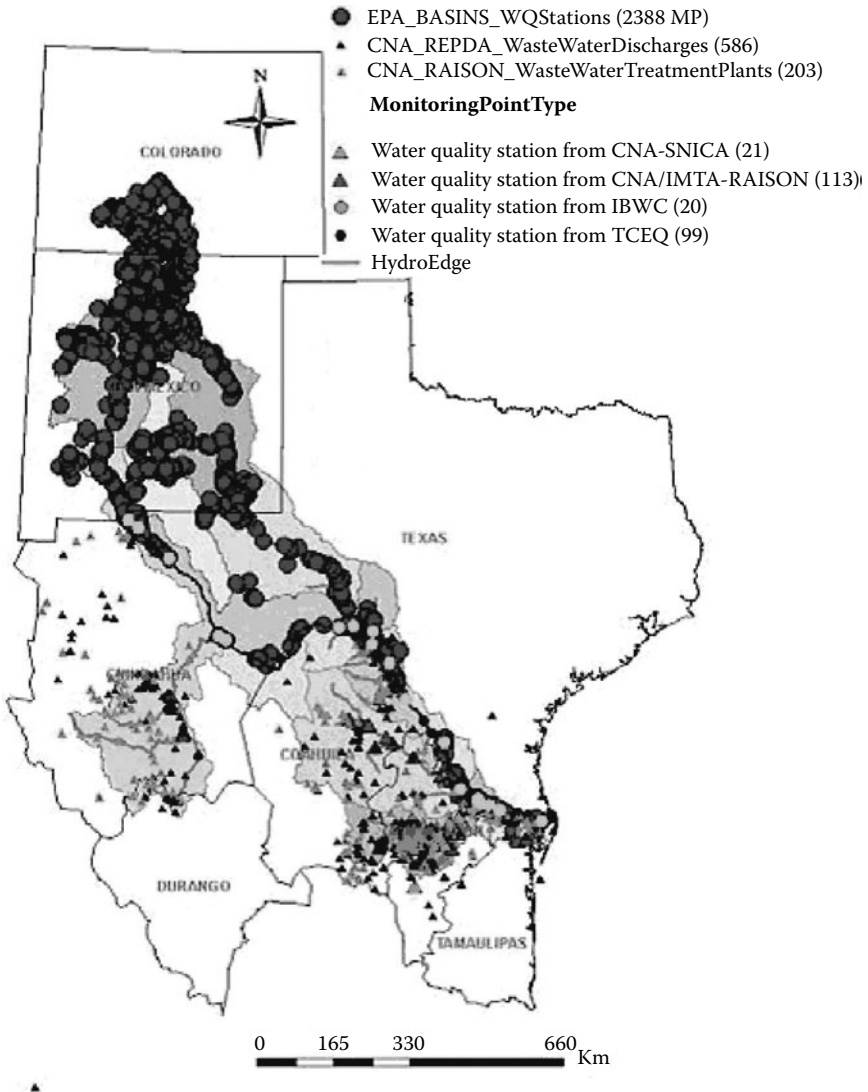 EPA_BASINS_WQStations (2388 MP)
CNA_REPDA_WasteWaterDischarges (586)
CNA_RAISON_WasteWaterTreatmentPlants (203)
MonitoringPointType
Water quality station from CNA-SNICA (21)
Water quality station from CNA/IMTA-RAISON (113)
Water quality station from IBWC (20)
Water quality station from TCEQ (99)
HydroEdge
N
COLORADO
TEXAS
CHIHUAHUA
COAHUILA
DURANGO
TAMAULIPAS
0 165 330 660
Km